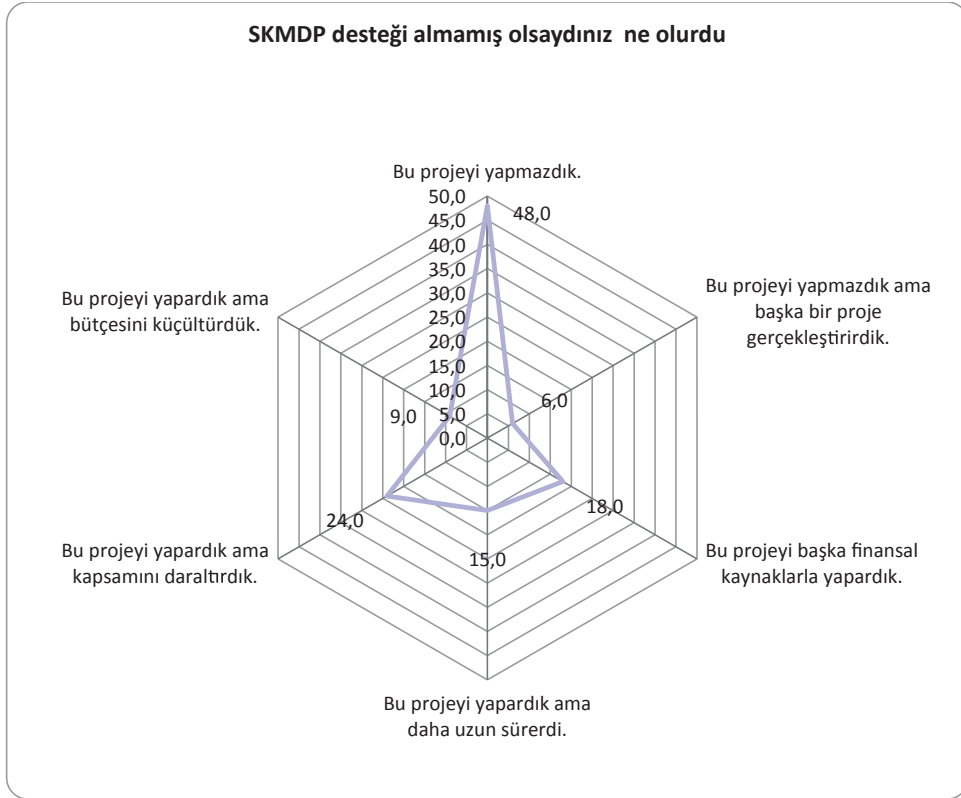 SKMDP desteği almamış olsaydınız ne olurdu
Bu projeyi yapmazdık.
50,0
45,0
40,0
35,0
30,0
25,0
20,0
15,0
10,0
5,0
0,0
48,0
Bu projeyi yapmazdık ama
başka bir proje
gerçekleştirirdik.
6,0
Bu projeyi başka finansal
kaynaklarla yapardık.
18,0
Bu projeyi yapardık ama
daha uzun sürerdi.
15,0
Bu projeyi yapardık ama
kapsamını daraltırdık.
24,0
Bu projeyi yapardık ama
bütçesini küçültürdük.
9,0